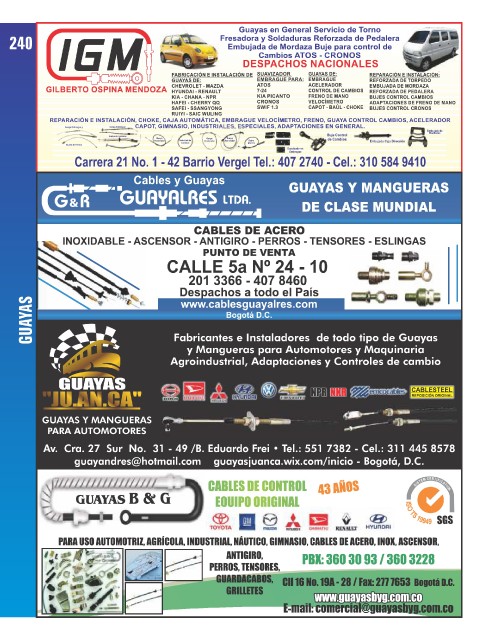 240
GUAYAS
IGM
GILBERTO OSPINA MENDOZA
Guayas en General Servicio de Torno
Fresadora y Soldaduras Reforzada de Pedalera
Embujada de Mordaza Buje para control de
Cambios ATOS - CRONOS
DESPACHOS NACIONALES
FABRICACIÓN E INSTALACIÓN DE
GUAYAS DE:
CHEVROLET - MAZDA
HYUNDAI - RENAULT
KIA - CHANA - NPR
HAFEI - CHERRY QQ
SAFEI - SSANGYONG
RUIYI - SAIC WULING
SUAVIZADOR
EMBRAGUE PARA:
ATOS
7-24
KIA PICANTO
CRONOS
SWIF 1.3
GUAYAS DE:
EMBRAGUE
ACELERADOR
CONTROL DE CAMBIOS
FRENO DE MANO
VELOCÍMETRO
CAPOT - BAÚL - CHOKE
REPARACIÓN E INSTALACIÓN:
REFORZADA DE TORPEDO
EMBUJADA DE MORDAZA
REFORZADA DE PEDALERA
BUJES CONTROL CAMBIOS
ADAPTACIONES DE FRENO DE MANO
BUJES CONTROL CRONOS
REPARACIÓN E INSTALACIÓN, CHOKE, CAJA AUTOMÁTICA, EMBRAGUE VELOCÍMETRO, FRENO, GUAYA CONTROL CAMBIOS, ACELERADOR
CAPOT, GIMNASIO, INDUSTRIALES, ESPECIALES, ADAPTACIONES EN GENERAL.
Carrera 21 No. 1 - 42 Barrio Vergel Tel.: 407 2740 - Cel.: 310 584 9410
Cables y Guayas
G&R GUAYALRES LTDA.
GUAYAS Y MANGUERAS
DE CLASE MUNDIAL
CABLES DE ACERO
INOXIDABLE - ASCENSOR - ANTIGIRO - PERROS - TENSORES - ESLINGAS
PUNTO DE VENTA
CALLE 5a Nº 24 - 10
201 3366 - 407 8460
Despachos a todo el País
www.cablesguayalres.com
Bogotá D.C.
GUAYAS
"JU.AN.CA"
GUAYAS Y MANGUERAS
PARA AUTOMOTORES
Fabricantes e Instaladores de todo tipo de Guayas
y Mangueras para Automotores y Maquinaria
Agroindustrial, Adaptaciones y Controles de cambio
NPR NKR
CABLESTEEL
Av. Cra. 27 Sur No. 31 - 49 /B. Eduardo Frei • Tel.: 551 7382 - Cel.: 311 445 8578
guayandres@hotmail.com guayasjuanca.wix.com/inicio - Bogotá, D.C.
GUAYAS B & G
CABLES DE CONTROL
EQUIPO ORIGINAL
43 AÑOS
SGS
TOYOTA
GM
MITSUBISHI
RENAULT
HYUNDAI
PARA USO AUTOMOTRIZ, AGRÍCOLA, INDUSTRIAL, NÁUTICO, GIMNASIO, CABLES DE ACERO, INOX, ASCENSOR.
ANTIGIRO,
PERROS, TENSORES,
GUARDACABOS,
GRILLETES
PBX: 360 30 93 / 360 3228
Cll 16 No. 19A - 28 / Fax: 277 7653 Bogotá D.C.
www.guayasbyg.com.co
E-mail: comercial@guayasbyg.com.co